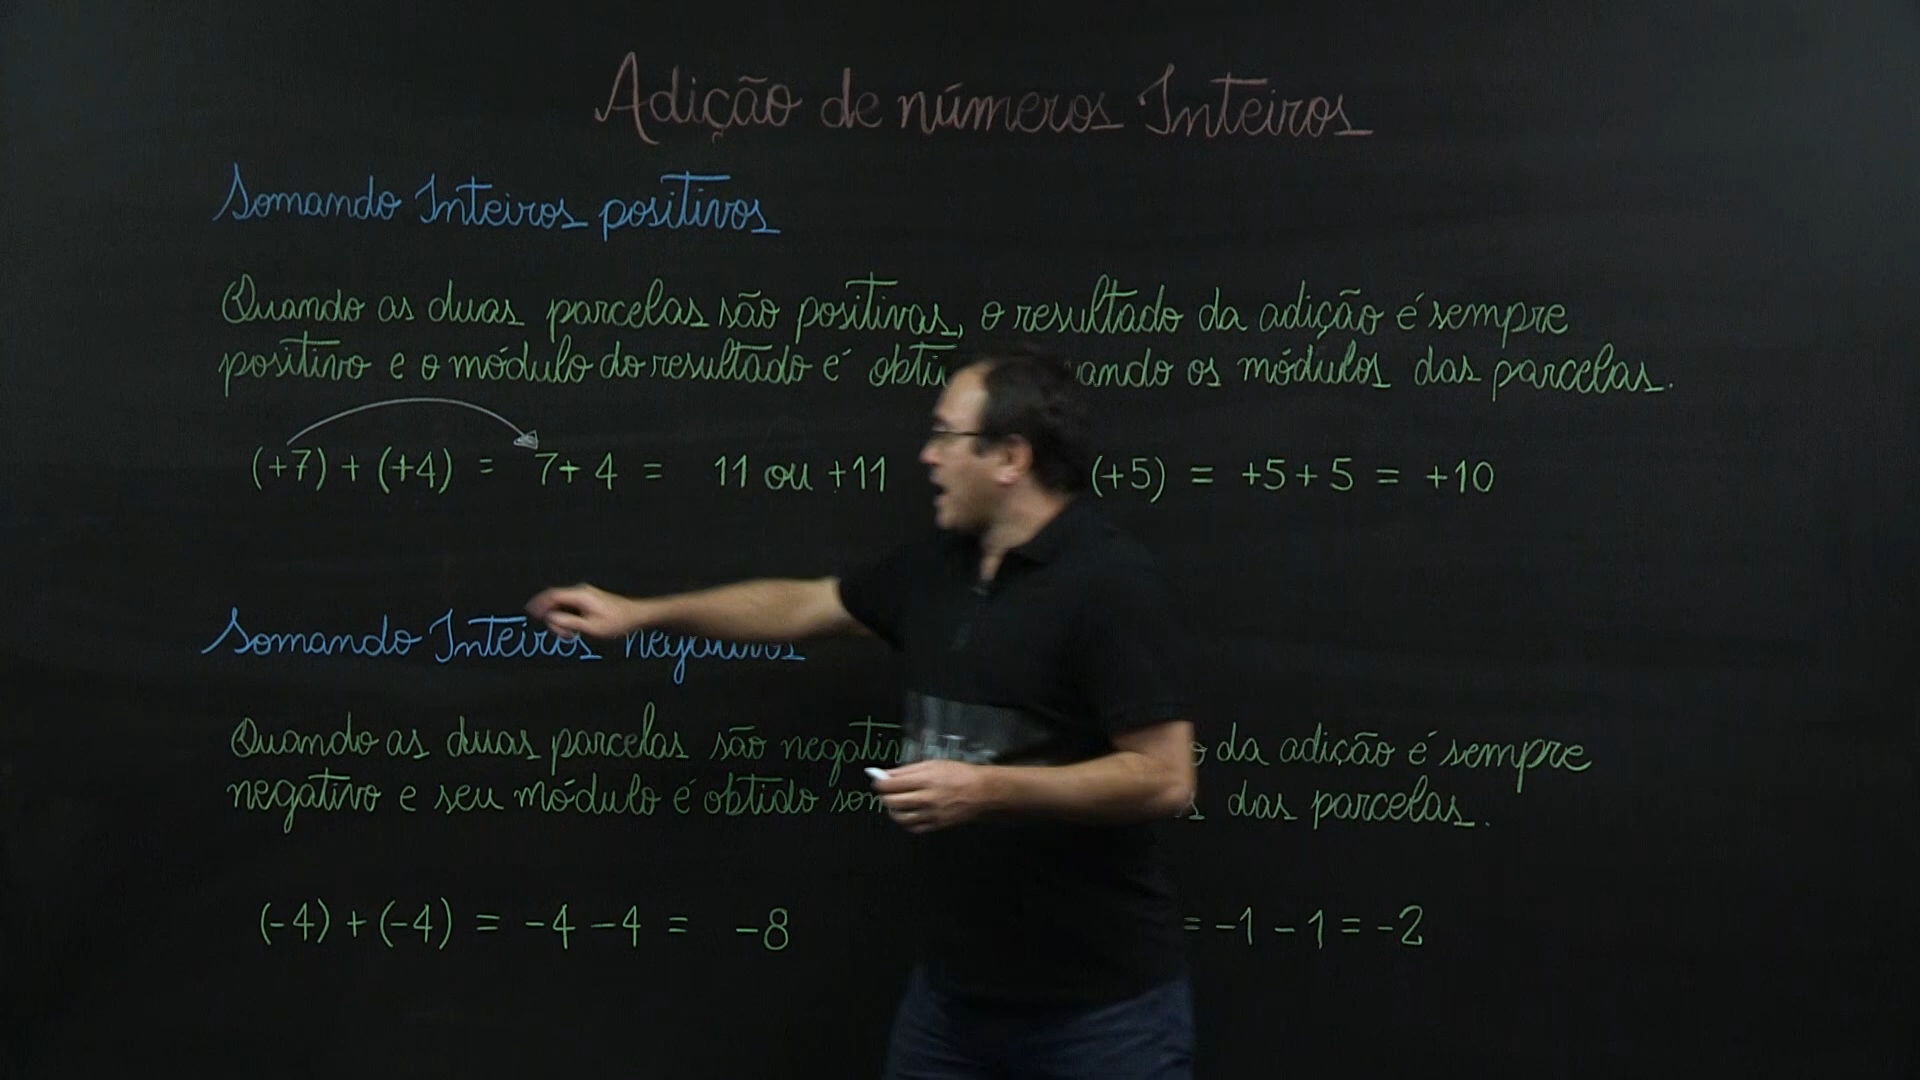 Adição de números Inteiros
Somando Inteiros positivos
Quando as duas parcelas são positivas, o resultado da adição é sempre
positivo e o módulo do resultado é os módulos das parcelas.
(+7) + (+4) = 7+4 = 11 ou +11 (+5) = +5+5 = +10
Somando Inteiros negativos
Quando as duas parcelas são da adição é sempre
negativo e seu módulo é obtido das parcelas.
(-4) + (-4) = -4 -4 = -8 = -1 - 1 = -2